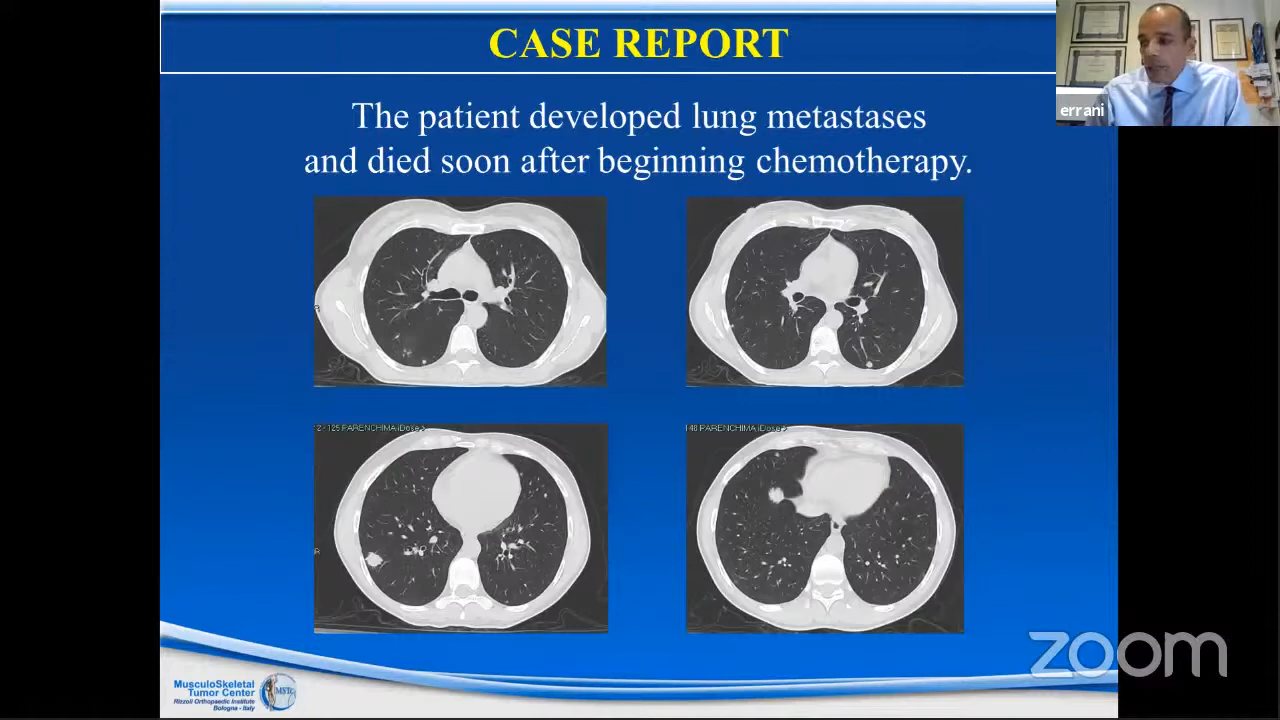 CASE REPORT
The patient developed lung metastases
and died soon after beginning chemotherapy.
errani
R
2 - 125 PARENCHIMA iDose
148 PARENCHIMA iDose
R
MusculoSkeletal
Tumor Center
Rizzoli Orthopaedic Institute
Bologna - Italy
MSTC
zoom